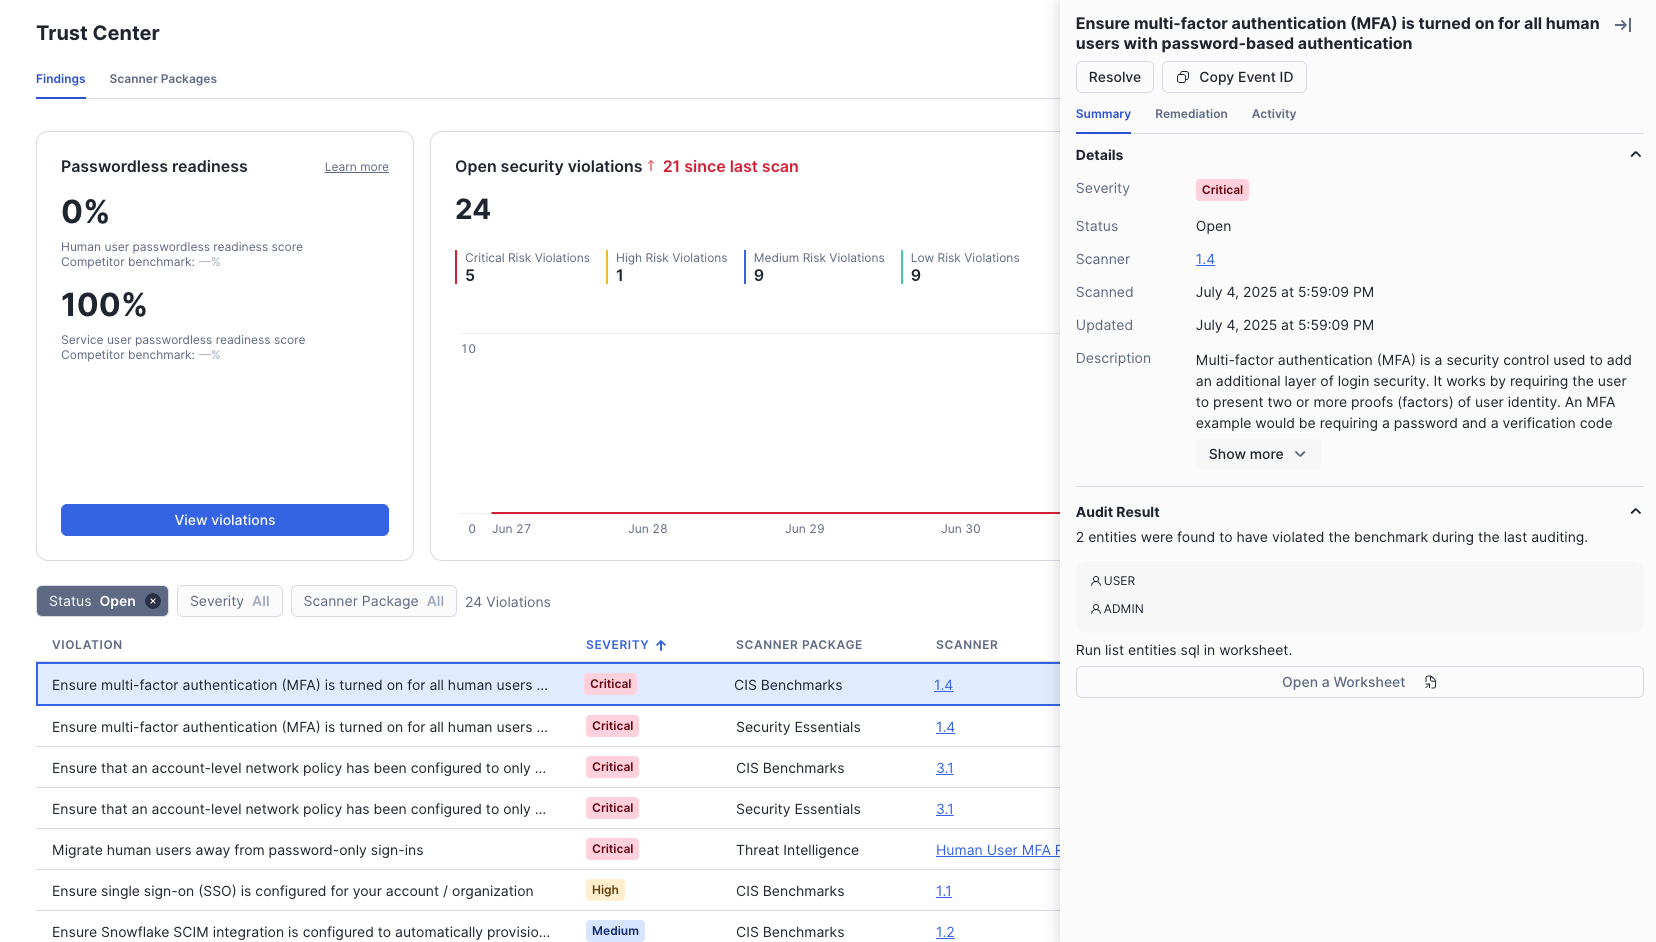 Trust Center
Findings
Scanner Packages
Passwordless readiness
Learn more
0%
Human user passwordless readiness score
Competitor benchmark: —%
100%
Service user passwordless readiness score
Competitor benchmark: —%
View violations
Open security violations ↑ 21 since last scan
24
Critical Risk Violations
5
High Risk Violations
1
Medium Risk Violations
9
Low Risk Violations
9
10
0
Jun 27
Jun 28
Jun 29
Jun 30
Status Open
Severity All
Scanner Package All
24 Violations
VIOLATION SEVERITY ↑ SCANNER PACKAGE SCANNER
Ensure multi-factor authentication (MFA) is turned on for all human users ... Critical CIS Benchmarks 1.4
Ensure multi-factor authentication (MFA) is turned on for all human users ... Critical Security Essentials 1.4
Ensure that an account-level network policy has been configured to only ... Critical CIS Benchmarks 3.1
Ensure that an account-level network policy has been configured to only ... Critical Security Essentials 3.1
Migrate human users away from password-only sign-ins Critical Threat Intelligence Human User MFA
Ensure single sign-on (SSO) is configured for your account / organization High CIS Benchmarks 1.1
Ensure Snowflake SCIM integration is configured to automatically provisio... Medium CIS Benchmarks 1.2
Ensure multi-factor authentication (MFA) is turned on for all human
users with password-based authentication
Resolve
Copy Event ID
Summary
Remediation
Activity
Details
Severity Critical
Status Open
Scanner 1.4
Scanned July 4, 2025 at 5:59:09 PM
Updated July 4, 2025 at 5:59:09 PM
Description Multi-factor authentication (MFA) is a security control used to add
an additional layer of login security. It works by requiring the user
to present two or more proofs (factors) of user identity. An MFA
example would be requiring a password and a verification code
Show more
Audit Result
2 entities were found to have violated the benchmark during the last auditing.
USER
ADMIN
Run list entities sql in worksheet.
Open a Worksheet